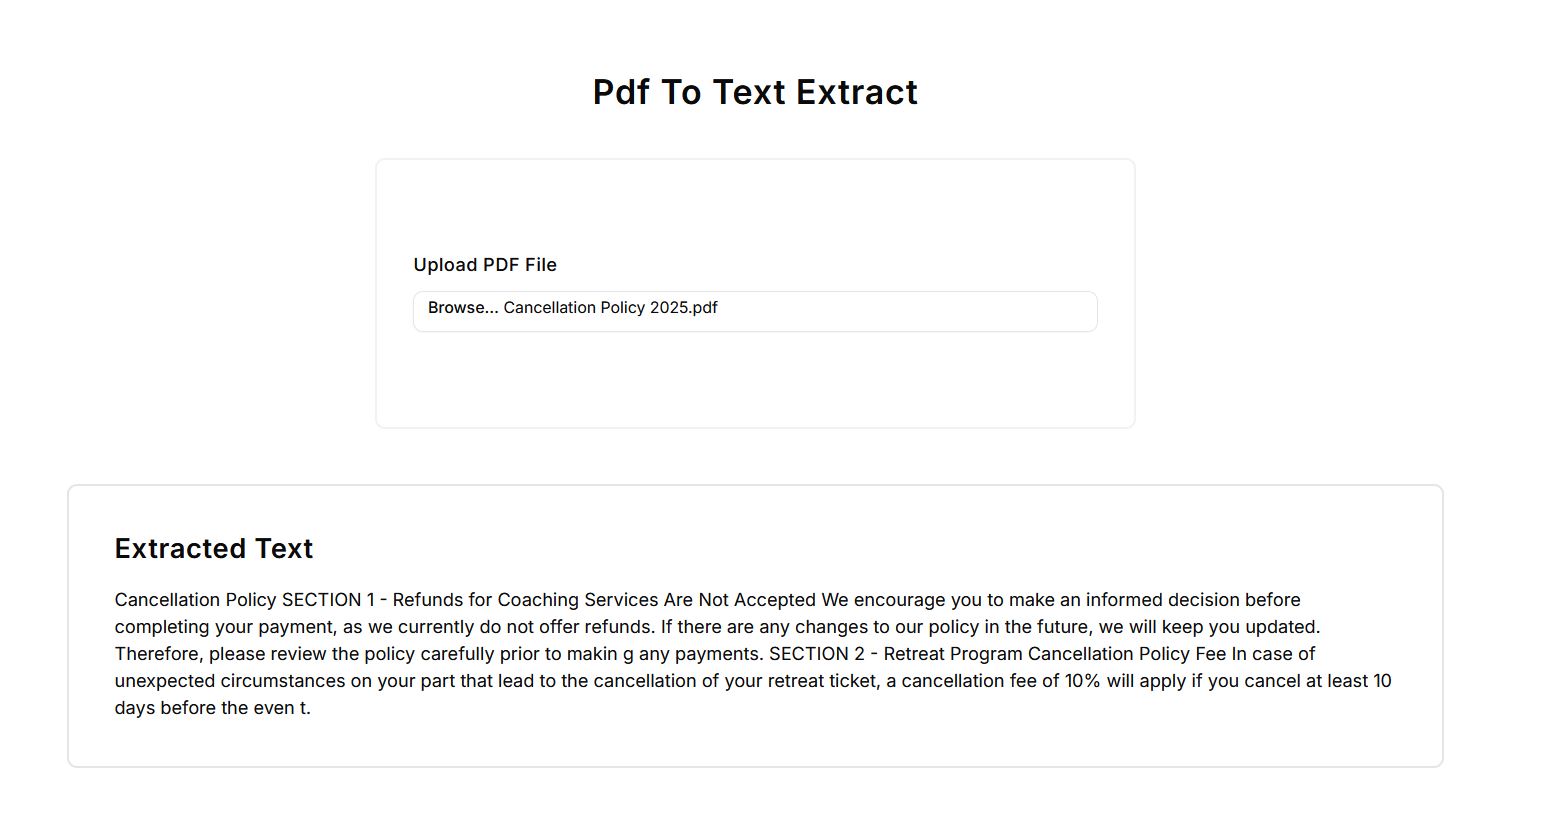 Pdf To Text Extract
Upload PDF File
Browse... Cancellation Policy 2025.pdf
Extracted Text
Cancellation Policy SECTION 1 - Refunds for Coaching Services Are Not Accepted We encourage you to make an informed decision before
completing your payment, as we currently do not offer refunds. If there are any changes to our policy in the future, we will keep you updated.
Therefore, please review the policy carefully prior to makin g any payments. SECTION 2 - Retreat Program Cancellation Policy Fee In case of
unexpected circumstances on your part that lead to the cancellation of your retreat ticket, a cancellation fee of 10% will apply if you cancel at least 10
days before the even t.